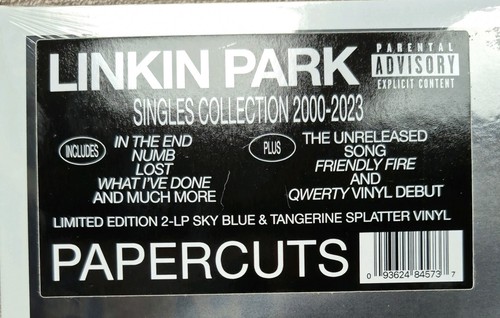 LINKIN PARK
PARENTAL
ADVISORY
EXPLICIT CONTENT
SINGLES COLLECTION 2000-2023
INCLUDES
IN THE END
NUMB
LOST
WHAT I'VE DONE
AND MUCH MORE
PLUS
THE UNRELEASED
SONG
FRIENDLY FIRE
AND
QWERTY VINYL DEBUT
LIMITED EDITION 2-LP SKY BLUE & TANGERINE SPLATTER VINYL
PAPERCUTS
0 93624 84573 7